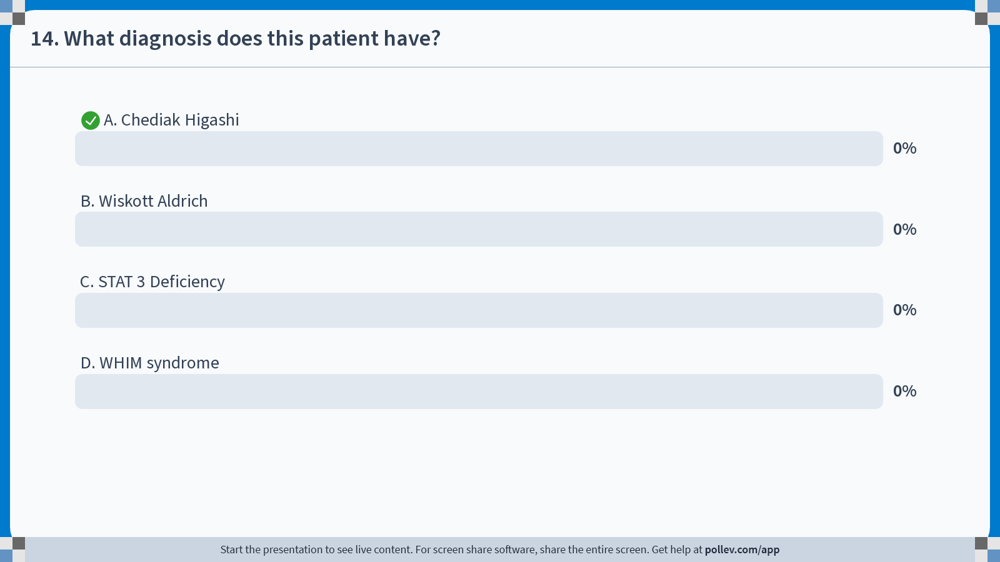 14. What diagnosis does this patient have?
A. Chediak Higashi
0%
B. Wiskott Aldrich
0%
C. STAT 3 Deficiency
0%
D. WHIM syndrome
0%
Start the presentation to see live content. For screen share software, share the entire screen. Get help at pollev.com/app